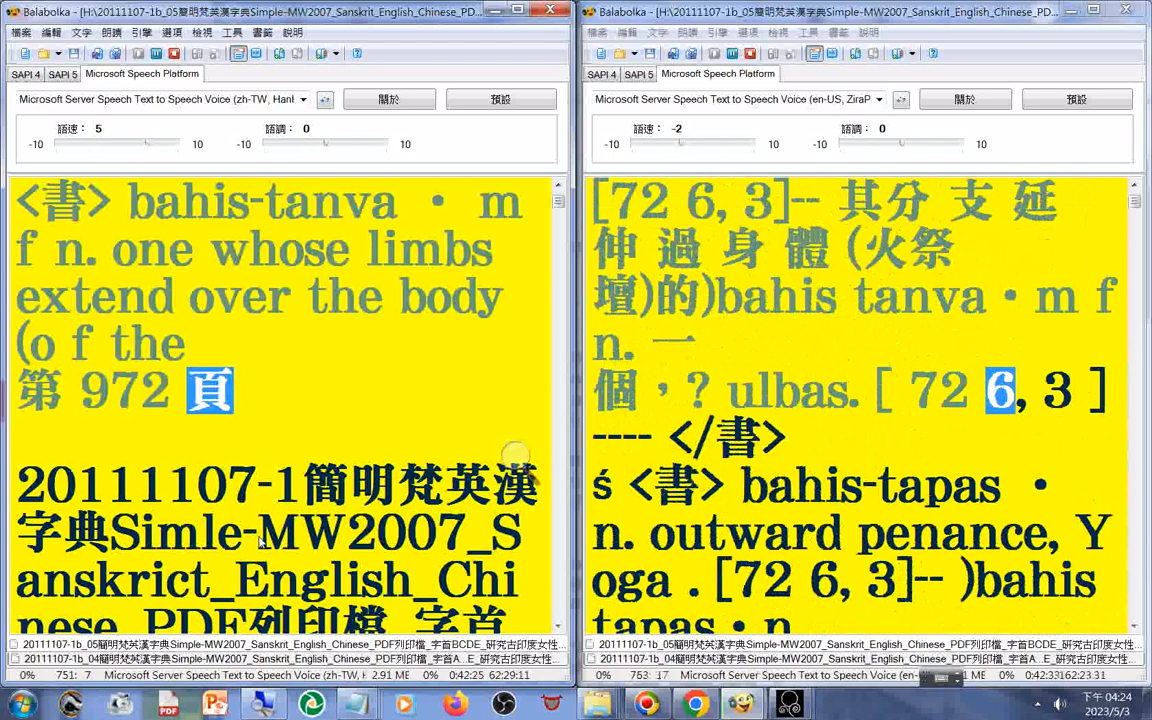 Balabolka - [H:\20111107-1b_05簡明梵英漢字典Simple-MW2007_Sanskrit_English_Chinese_PD...
檔案 編輯 文字 朗讀 引擎 選項 檢視 工具 書籤 說明
SAPI 4 SAPI 5 Microsoft Speech Platform
Microsoft Server Speech Text to Speech Voice (zh-TW, HanH
關於 預設
語速： 5 語調： 0
-10 10 -10 10
<書> bahis-tanva • m
f n. one whose limbs
extend over the body
(o f the
第 972 頁
20111107-1簡明梵英漢
字典Simle-MW2007_S
anskrict_English_Chi
nese_PDF列印檔_字首
20111107-1b_05簡明梵英漢字典Simple-MW2007_Sanskrit_English_Chinese_PDF列印檔_字首BCDE_研究古印度女性...
20111107-1b_04簡明梵英漢字典Simple-MW2007_Sanskrit_English_Chinese_PDF列印檔_字首A...E_研究古印度女性...
0% 751: 7 Microsoft Server Speech Text to Speech Voice (zh-TW, H... 2.91 MB 0% 0:42:25 62:29:11
Balabolka - [H:\20111107-1b_05簡明梵英漢字典Simple-MW2007_Sanskrit_English_Chinese_PD...
檔案 編輯 文字 朗讀 引擎 選項 檢視 工具 書籤 說明
SAPI 4 SAPI 5 Microsoft Speech Platform
Microsoft Server Speech Text to Speech Voice (en-US, ZiraP
關於 預設
語速： -2 語調： 0
-10 10 -10 10
[72 6, 3]-- 其分 支 延
伸 過 身 體 (火祭
壇)的)bahis tanva • m f
n. 一
個，? ulbas. [ 72 6, 3 ]
---- </書>
ś <書> bahis-tapas •
n. outward penance, Y
oga . [72 6, 3]-- )bahis
tapas • n
20111107-1b_05簡明梵英漢字典Simple-MW2007_Sanskrit_English_Chinese_PDF列印檔_字首BCDE_研究古印度女性...
20111107-1b_04簡明梵英漢字典Simple-MW2007_Sanskrit_English_Chinese_PDF列印檔_字首A...E_研究古印度女性...
0% 763: 17 Microsoft Server Speech Text to Speech Voice (en-US, 0% 0:42:33
下午 04:24
2023/5/3